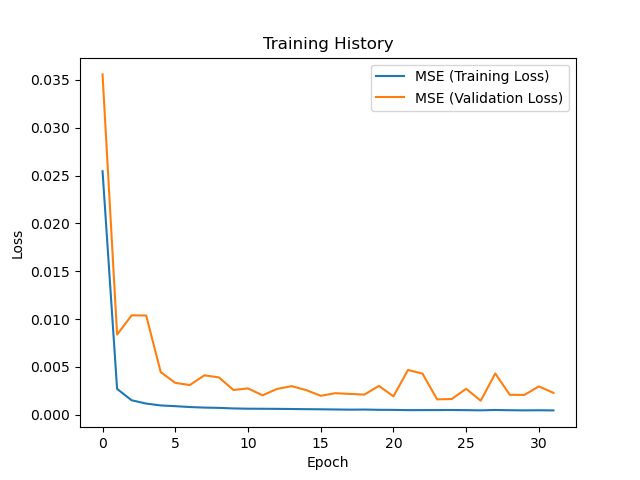 Training History
MSE (Training Loss)
MSE (Validation Loss)
Loss
0.035
0.030
0.025
0.020
0.015
0.010
0.005
0.000
0 5 10 15 20 25 30
Epoch